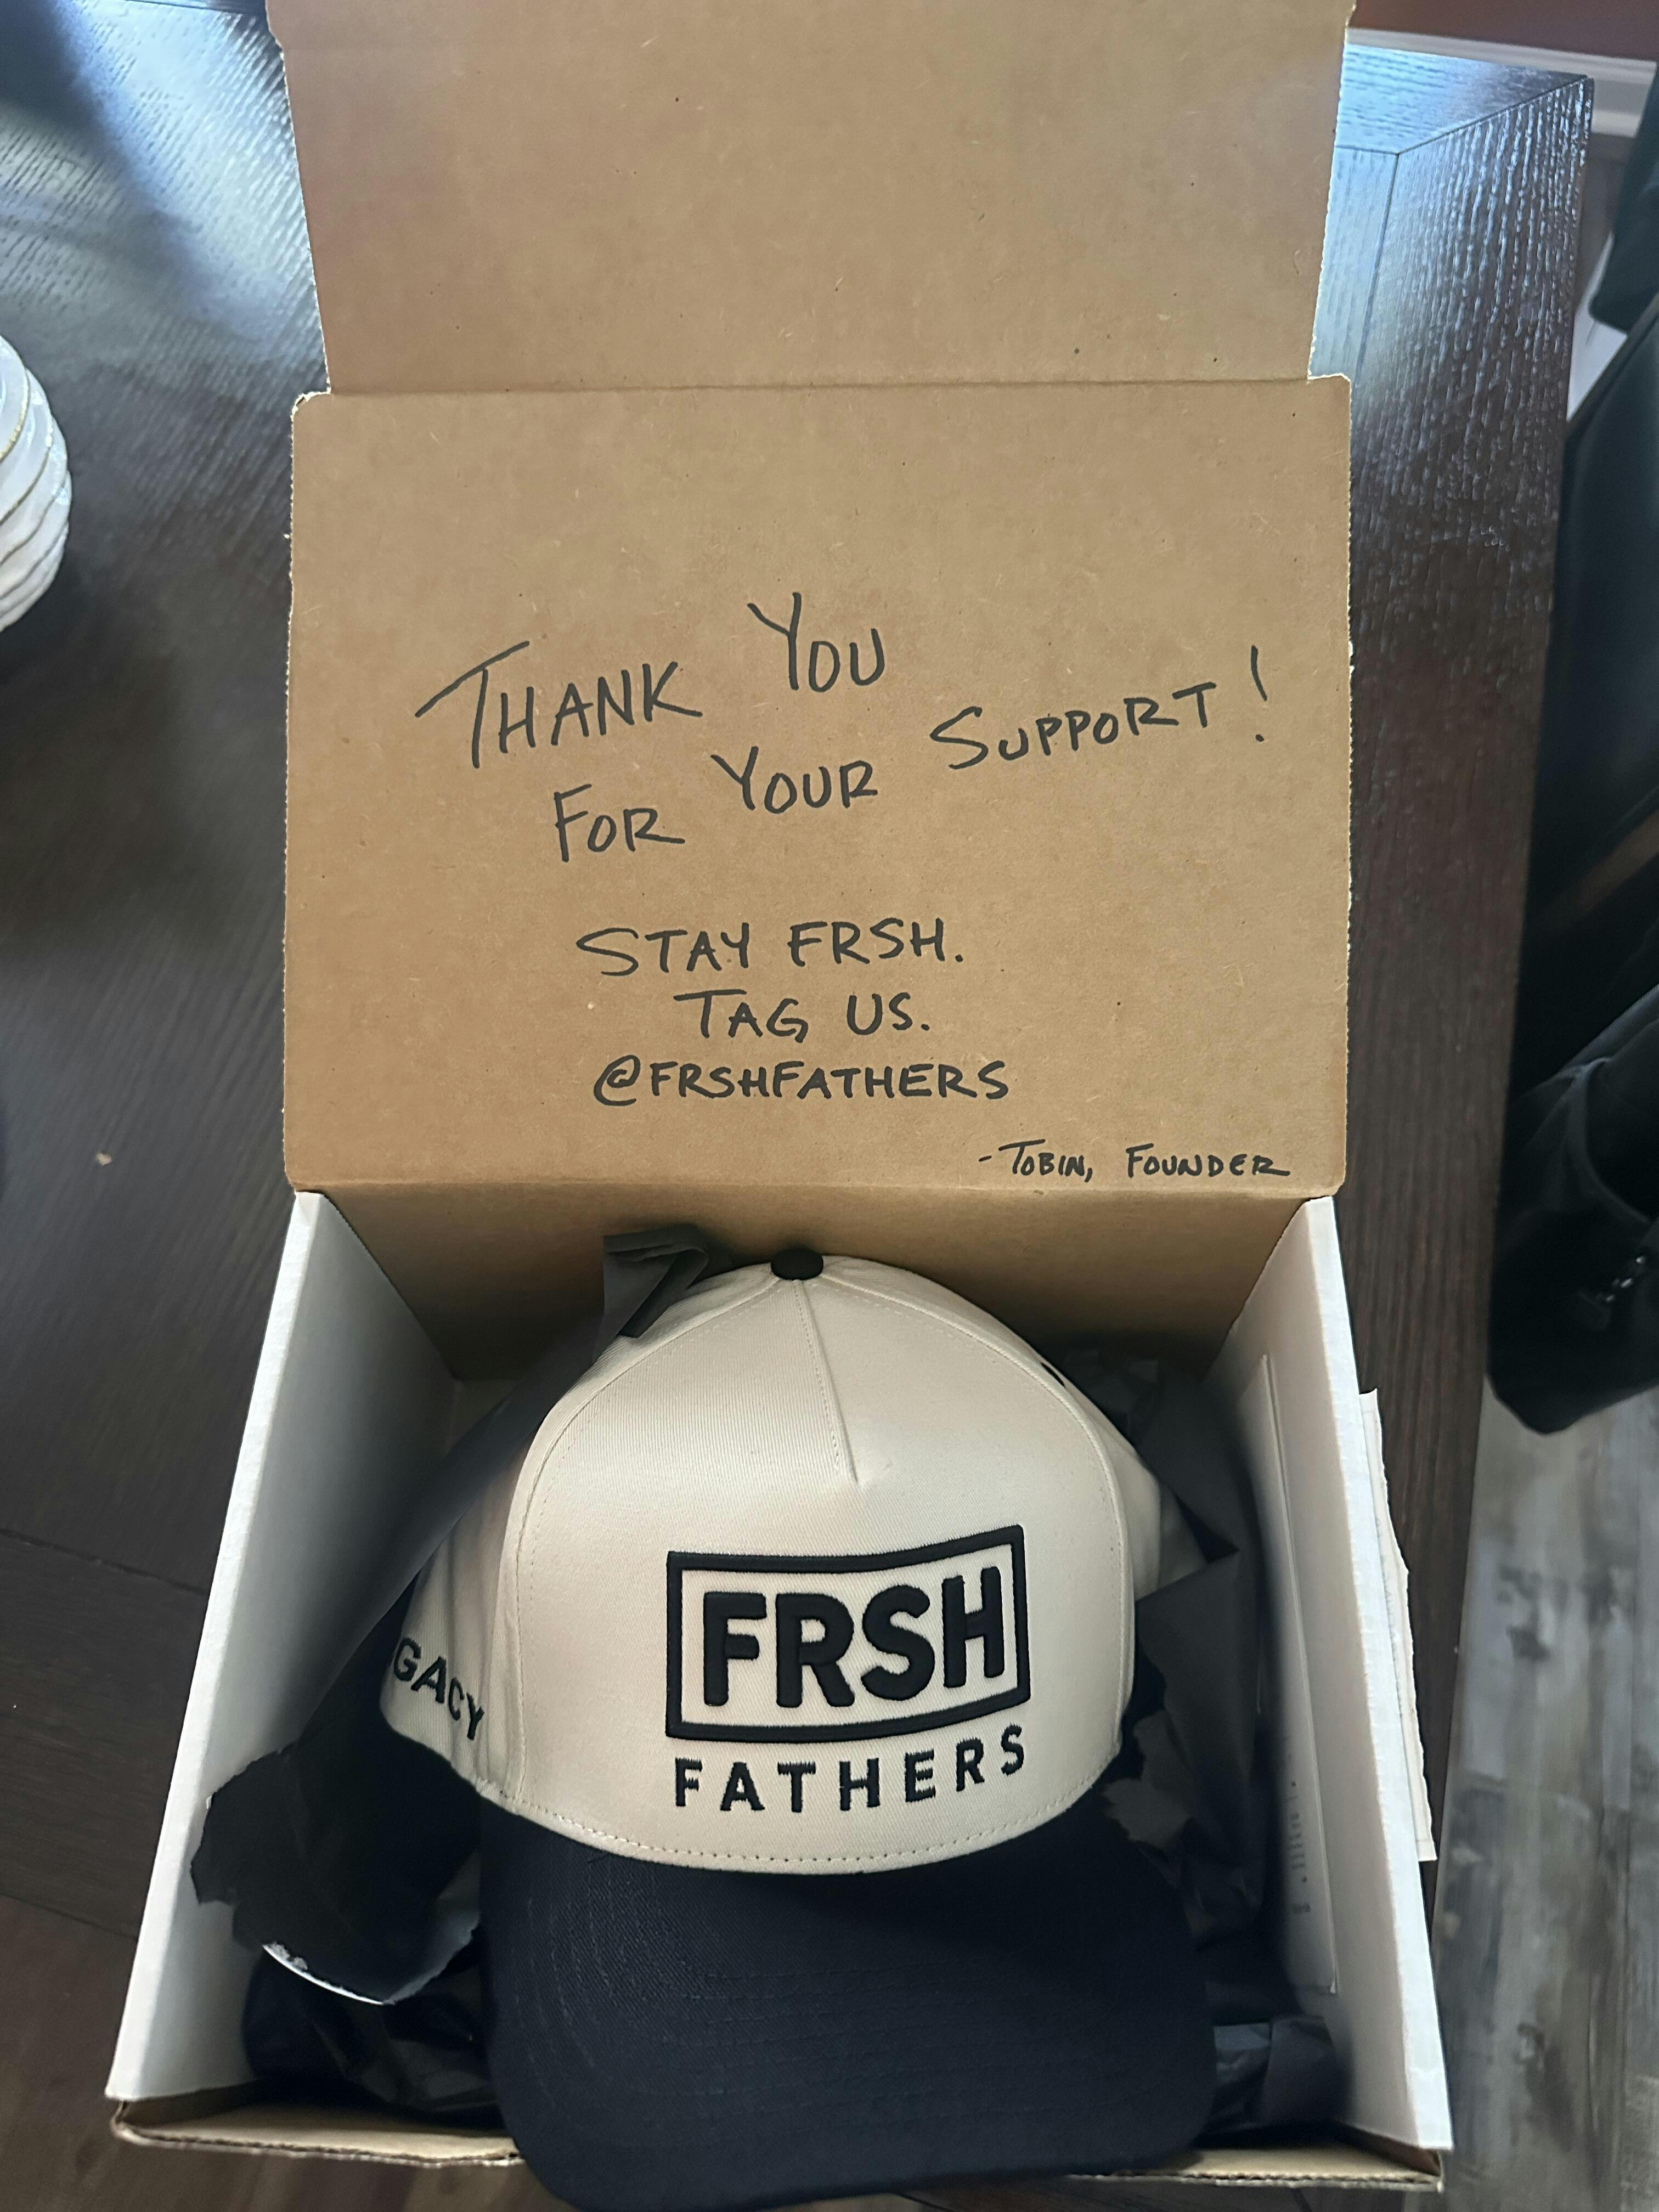 THANK YOU
FOR YOUR SUPPORT!
STAY FRSH.
TAG US.
@FRSHFATHERS
-TOBIN, FOUNDER
GACY
FRSH
FATHERS